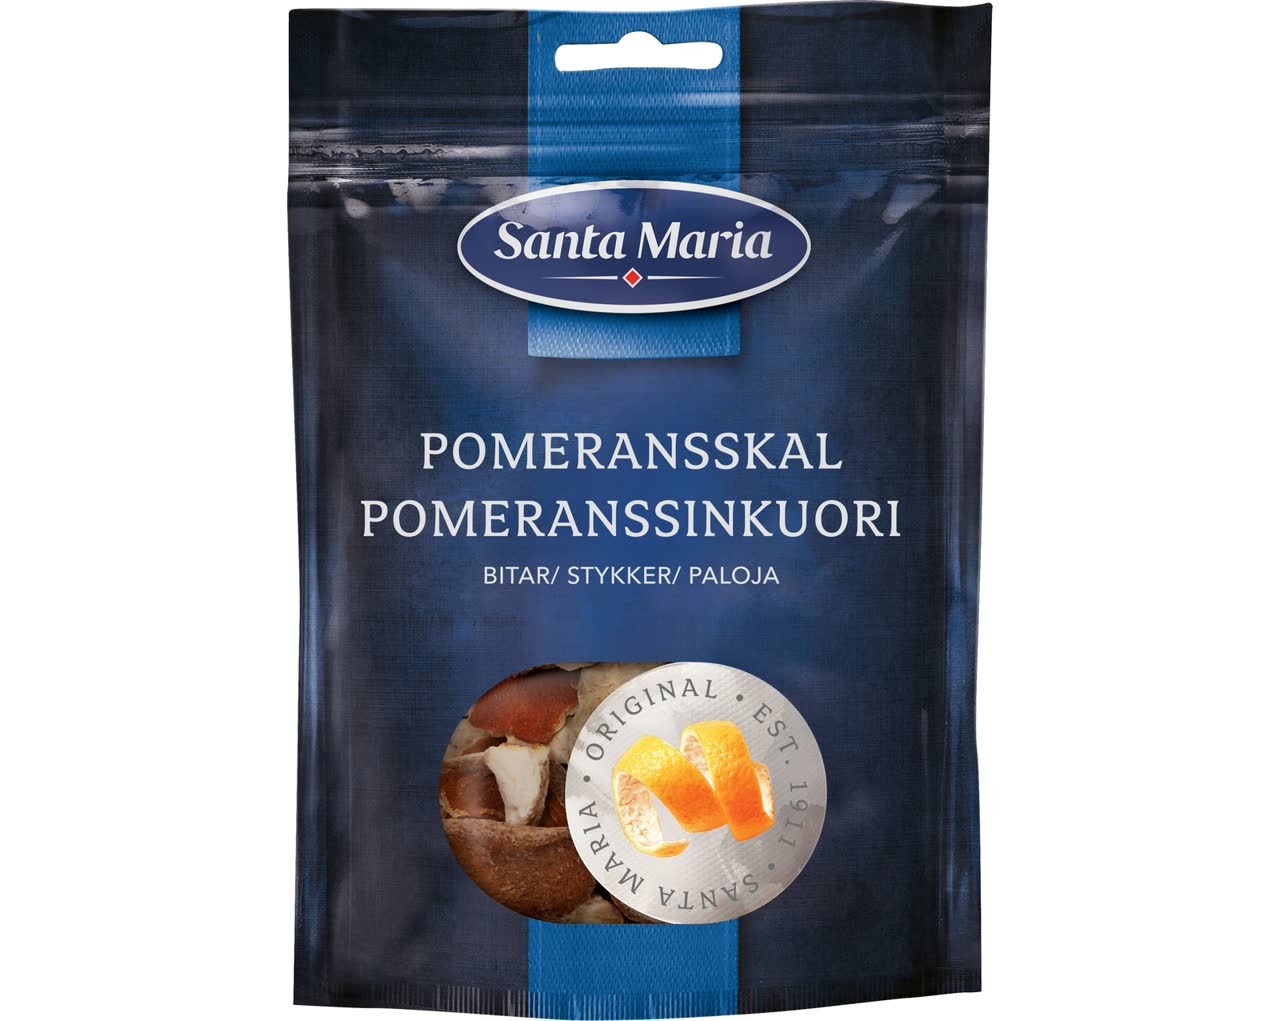 Santa Maria
POMERANSSKAL
POMERANSSINKUORI
BITAR/ STYKKER/ PALOJA
ORIGINAL • EST. 1911 • SANTA MARIA •